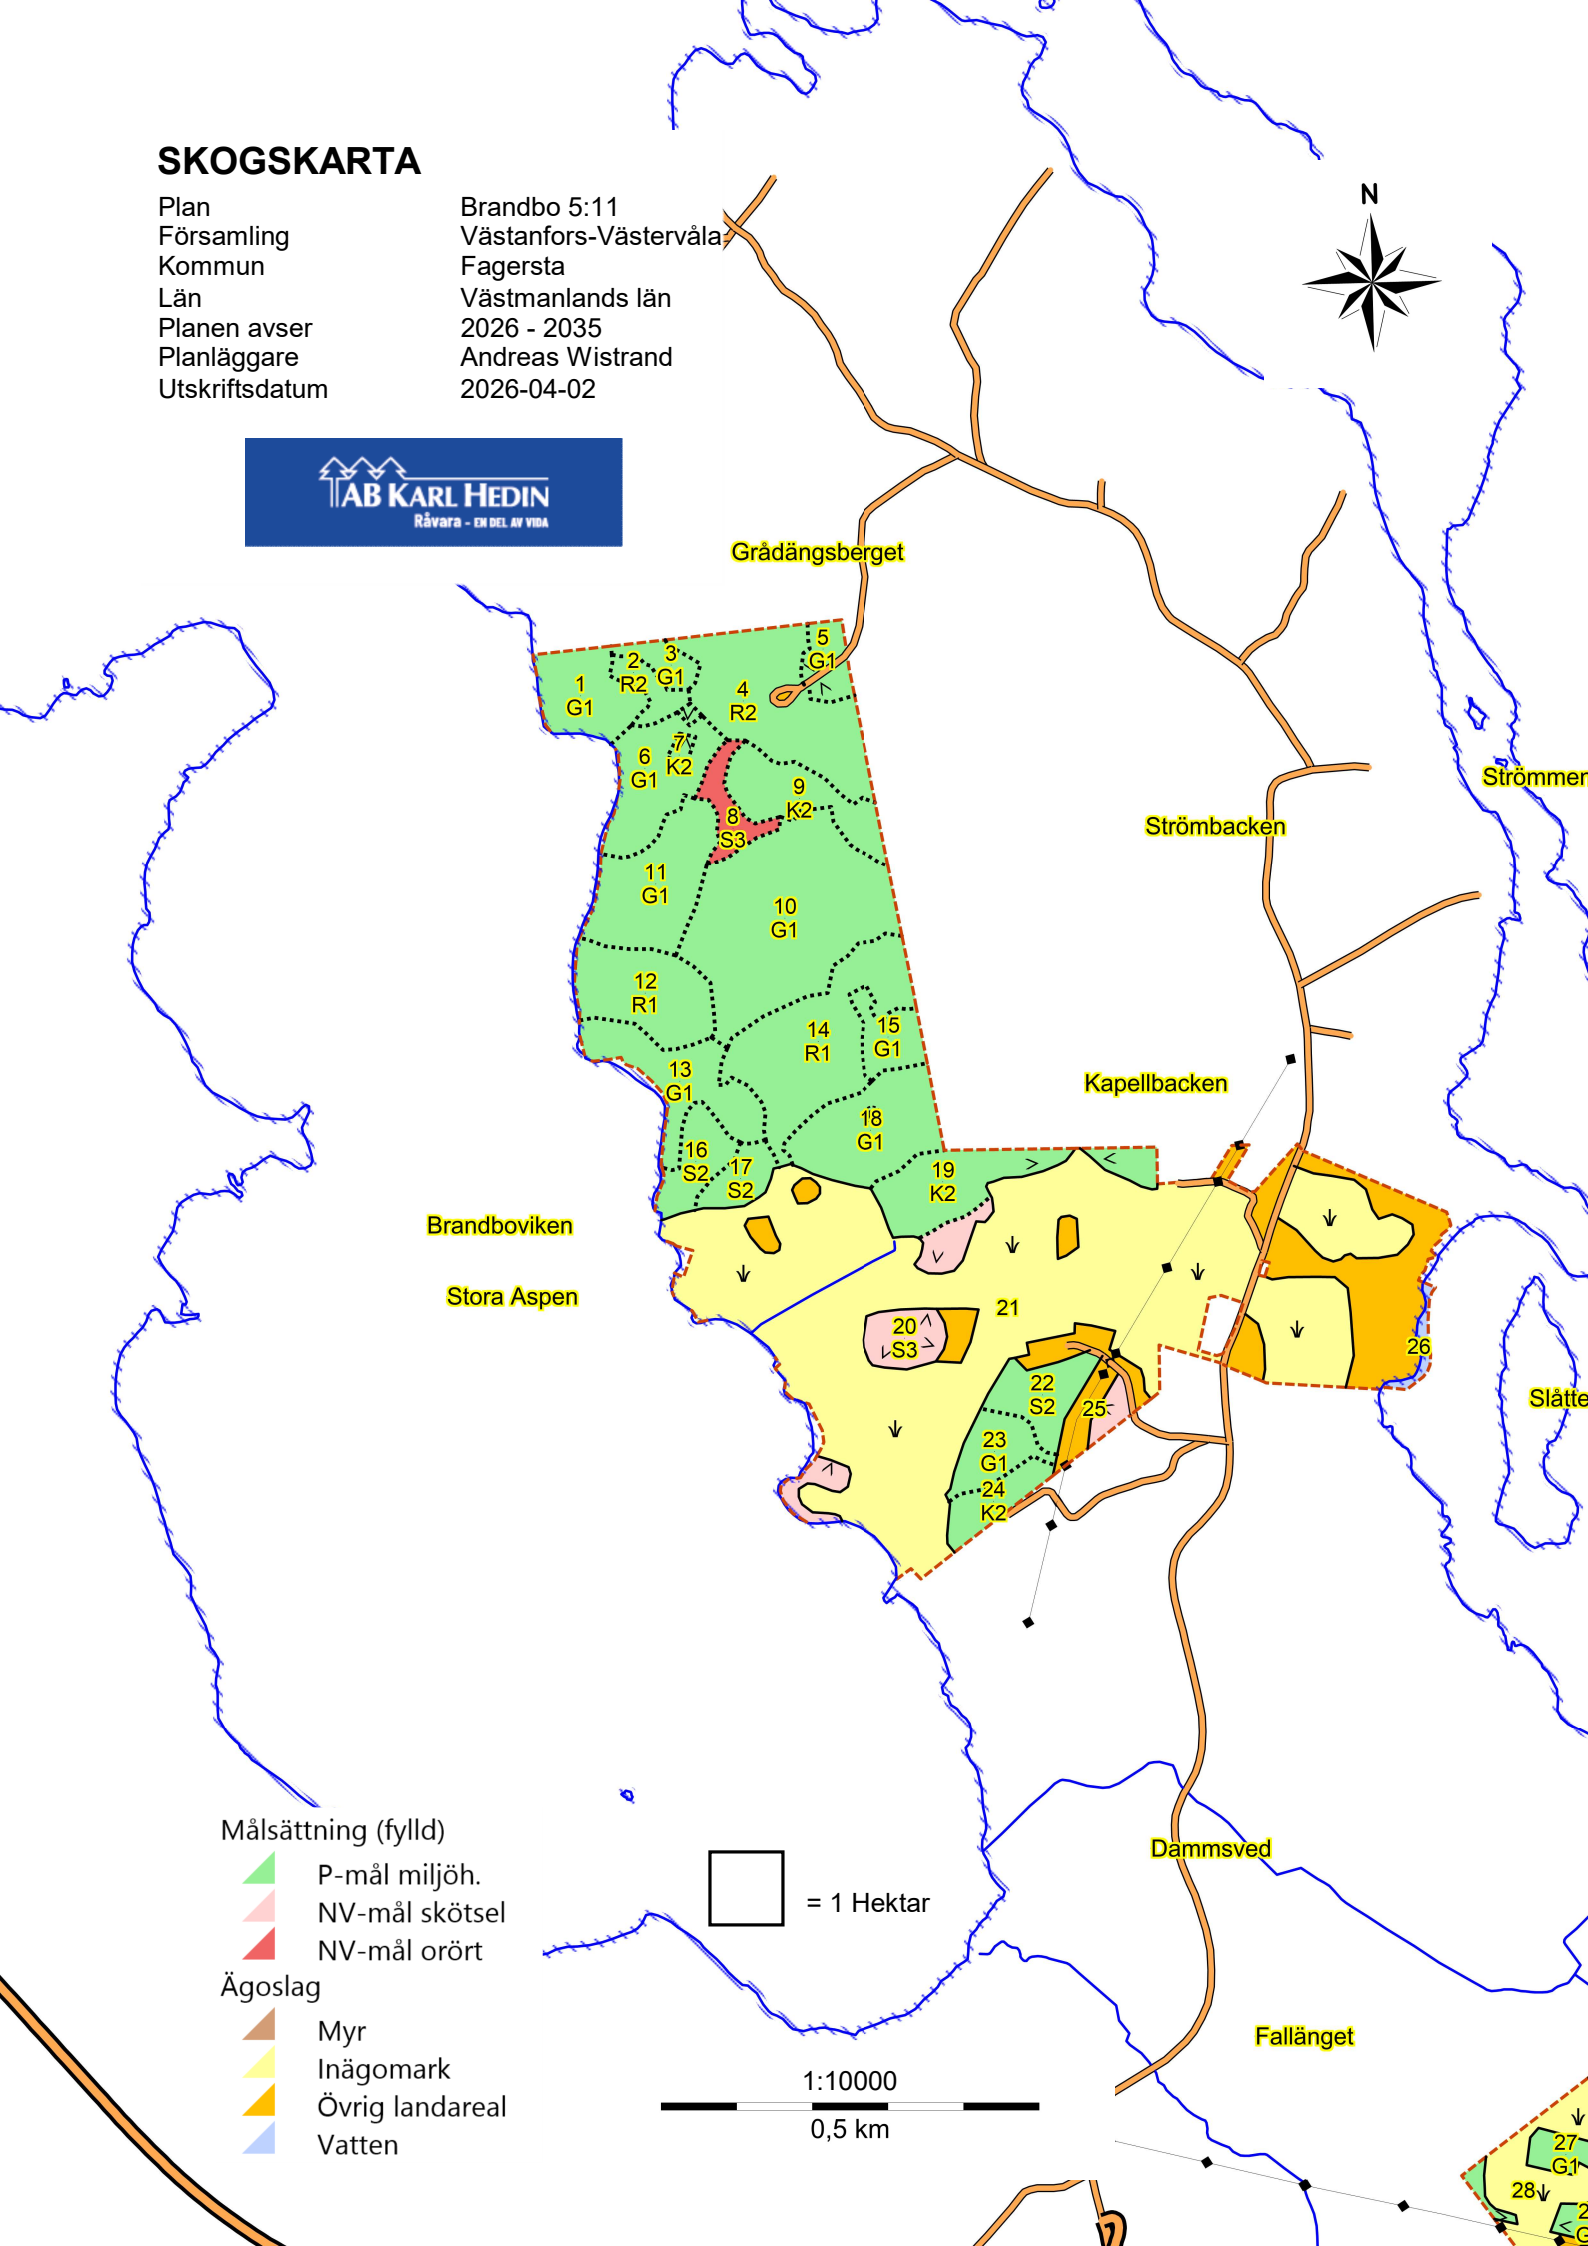 SKOGSKARTA
Plan Brandbo 5:11
Församling Västanfors-Västervåla
Kommun Fagersta
Län Västmanlands län
Planen avser 2026 - 2035
Planläggare Andreas Wistrand
Utskriftsdatum 2026-04-02
AB KARL HEDIN
Råvara - EN DEL AV VIDA
N
Grådängsberget
1
G1
2
R2
3
G1
4
R2
5
G1
6
G1
7
K2
8
S3
9
K2
Strömmen
Strömbacken
11
G1
10
G1
12
R1
14
R1
15
G1
13
G1
Kapellbacken
18
G1
16
S2
17
S2
19
K2
Brandboviken
Stora Aspen
21
20
S3
26
22
S2
25
Slåtte
23
G1
24
K2
Målsättning (fylld)
P-mål miljöh.
NV-mål skötsel
NV-mål orört
Ägoslag
Myr
Inägomark
Övrig landareal
Vatten
= 1 Hektar
Dammsved
Fallänget
1:10000
0,5 km
27
G1
28
2
G